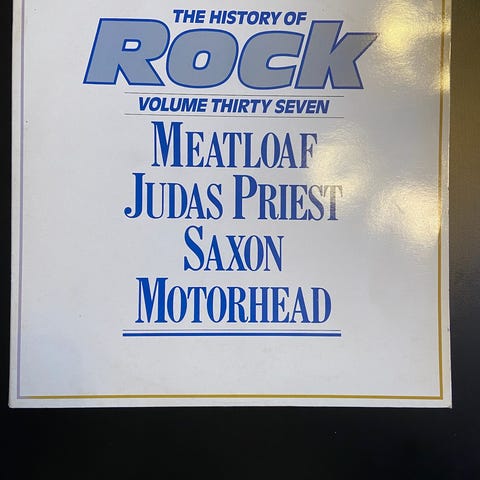 THE HISTORY OF
ROCK
VOLUME THIRTY SEVEN
MEATLOAF
JUDAS PRIEST
SAXON
MOTORHEAD